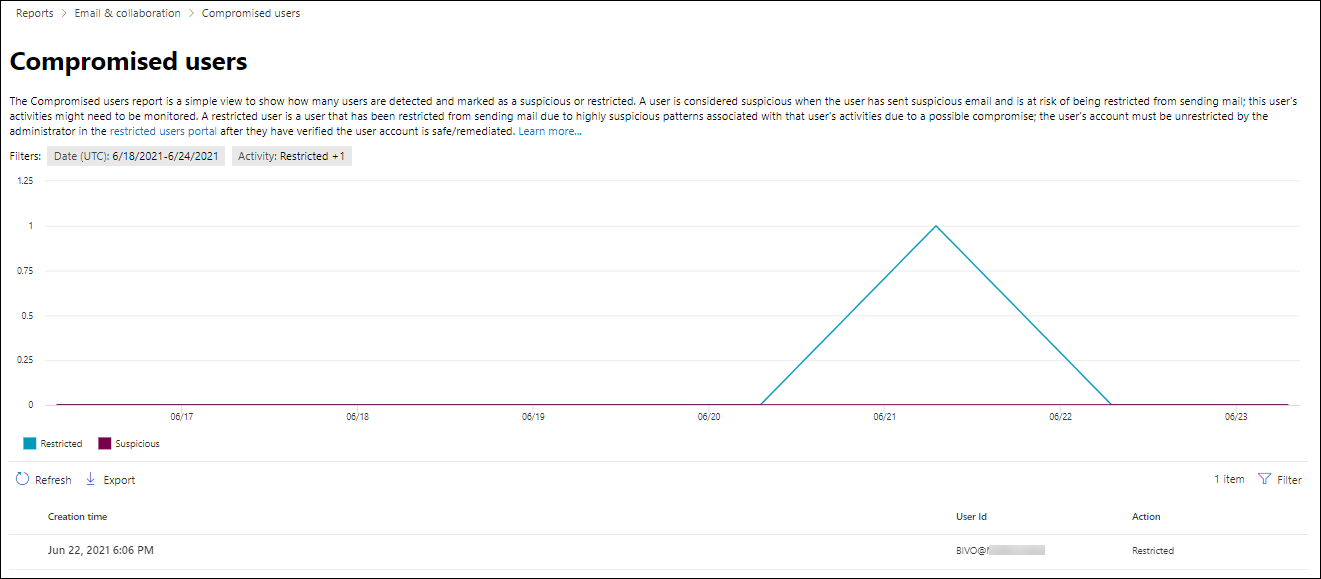 Reports > Email & collaboration > Compromised users
Compromised users
The Compromised users report is a simple view to show how many users are detected and marked as a suspicious or restricted. A user is considered suspicious when the user has sent suspicious email and is at risk of being restricted from sending mail; this user's
activities might need to be monitored. A restricted user is a user that has been restricted from sending mail due to highly suspicious patterns associated with that user's activities due to a possible compromise; the user's account must be unrestricted by the
administrator in the restricted users portal after they have verified the user account is safe/remediated. Learn more...
Filters: Date (UTC): 6/18/2021-6/24/2021 Activity: Restricted +1
1.25
1
0.75
0.5
0.25
0
06/17 06/18 06/19 06/20 06/21 06/22 06/23
Restricted Suspicious
Refresh Export 1 item Filter
Creation time User Id Action
Jun 22, 2021 6:06 PM BIVO@ Restricted